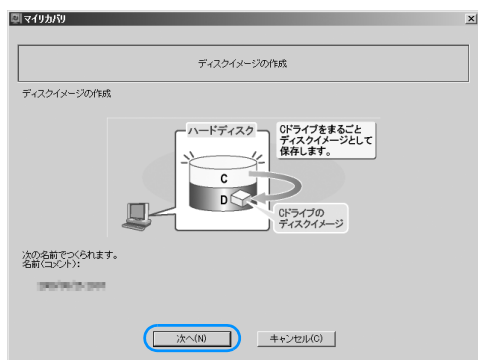 マイリカバリ
ディスクイメージの作成
ディスクイメージの作成
ハードディスク
Cドライブをまるごと
ディスクイメージとして
保存します。
C
D
Cドライブの
ディスクイメージ
次の名前でつくられます。
名前(コメント):
次へ(N)
キャンセル(C)